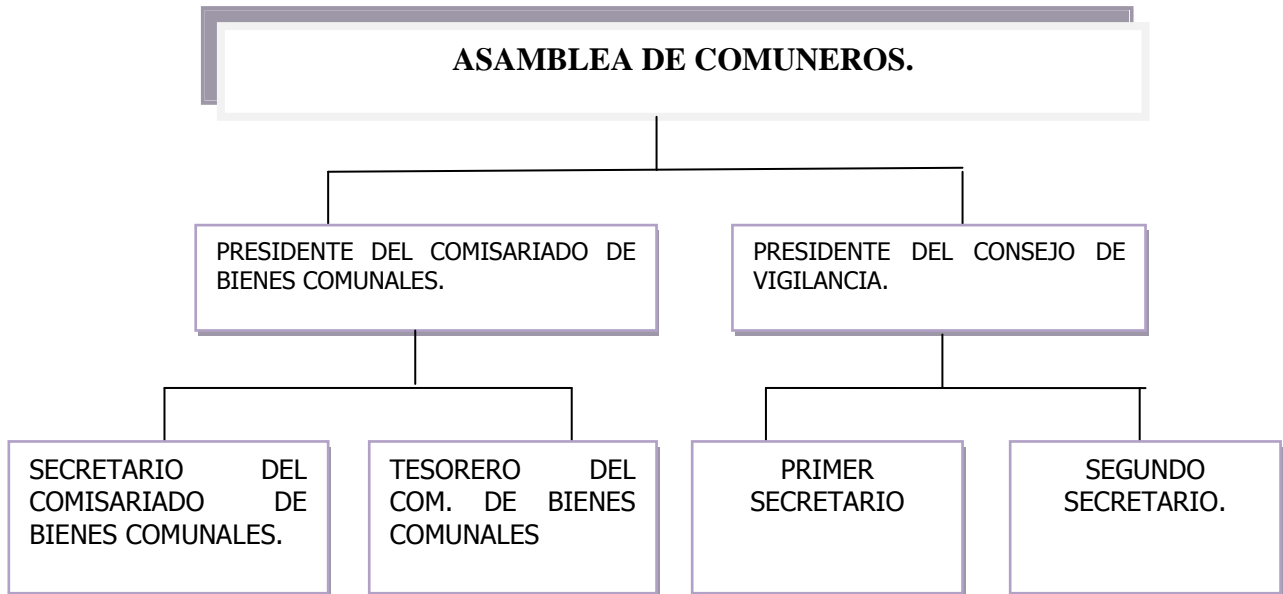 ASAMBLEA DE COMUNEROS.
PRESIDENTE DEL COMISARIADO DE
BIENES COMUNALES.
PRESIDENTE DEL CONSEJO DE
VIGILANCIA.
SECRETARIO DEL
COMISARIADO DE
BIENES COMUNALES.
TESORERO DEL
COM. DE BIENES
COMUNALES
PRIMER
SECRETARIO
SEGUNDO
SECRETARIO.